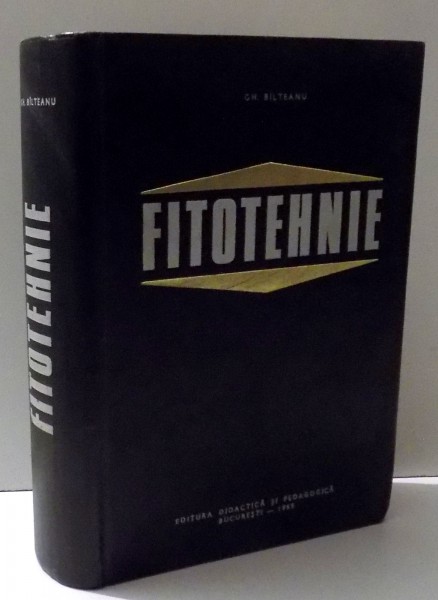 GH. BÎLTEANU
FITOTEHNIE
GH. BÎLTEANU
FITOTEHNIE
EDITURA DIDACTICĂ ȘI PEDAGOGICĂ
BUCUREȘTI — 1969